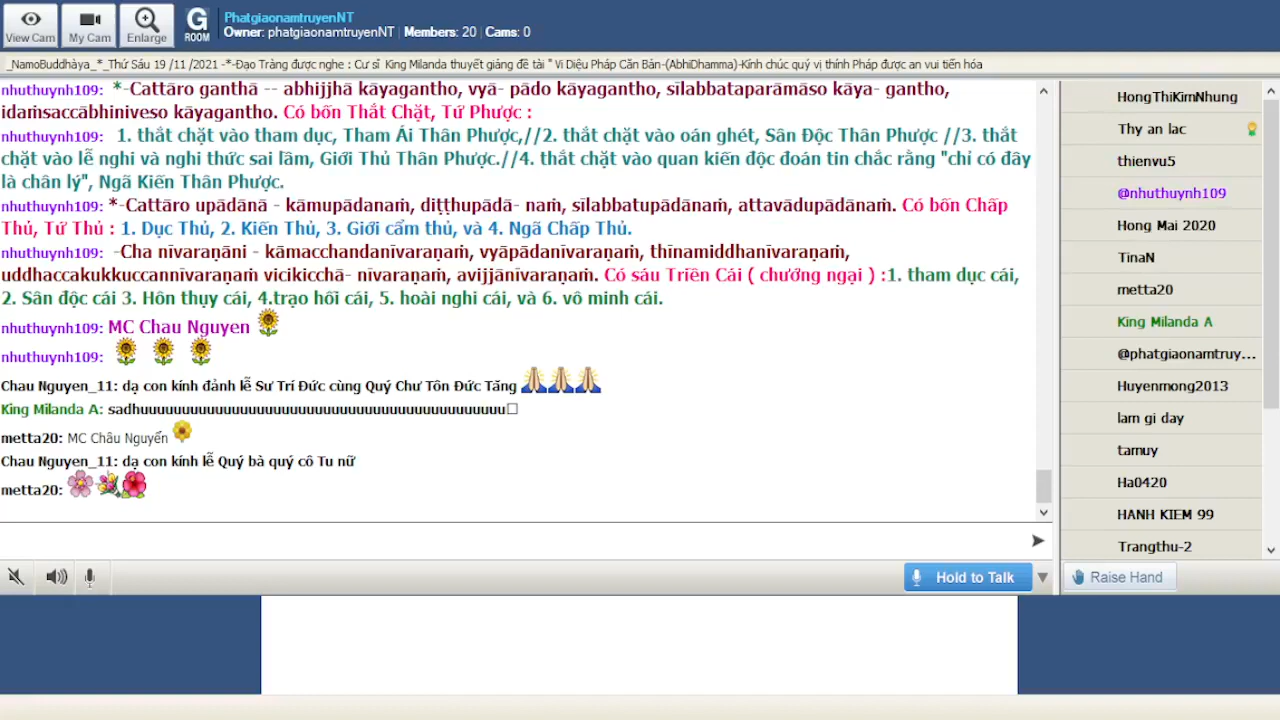 View Cam
My Cam
Enlarge
G
ROOM
PhatgiaonamtruyenNT
Owner: phatgiaonamtruyenNT | Members: 20 | Cams: 0
_NamoBuddhàya_*_Thứ Sáu 19 /11 /2021 -*-Đạo Tràng được nghe : Cư sĩ  King Milanda thuyết giảng đề tài " Vi Diệu Pháp Căn Bản-(AbhiDhamma)-Kính chúc quý vị thính Pháp được an vui tiến hóa
nhuthuynh109: *-Cattāro ganthā -- abhijjhā kāyagantho, vyā- pādo kāyagantho, sīlabbataparāmāso kāya- gantho,
idaṁsaccābhiniveso kāyagantho. Có bốn Thắt Chặt, Tứ Phược :
nhuthuynh109: 1. thắt chặt vào tham dục, Tham Ái Thân Phược,//2. thắt chặt vào oán ghét, Sân Độc Thân Phược //3. thắt
chặt vào lễ nghi và nghi thức sai lầm, Giới Thủ Thân Phược.//4. thắt chặt vào quan kiến độc đoán tin chắc rằng "chỉ có đây
là chân lý", Ngã Kiến Thân Phược.
nhuthuynh109: *-Cattāro upādānā - kāmupādanaṁ, diṭṭhupādā- naṁ, sīlabbatupādānaṁ, attavādupādānaṁ. Có bốn Chấp
Thủ, Tứ Thủ : 1. Dục Thủ, 2. Kiến Thủ, 3. Giới cấm thủ, và 4. Ngã Chấp Thủ.
nhuthuynh109: -Cha nīvaraṇāni - kāmacchandanīvaraṇaṁ, vyāpādanīvaraṇaṁ, thīnamiddhanīvaraṇaṁ,
uddhaccakukkuccannīvaraṇaṁ vicikicchā- nīvaraṇaṁ, avijjānīvaraṇaṁ. Có sáu Triền Cái ( chướng ngại ) :1. tham dục cái,
2. Sân độc cái 3. Hôn thụy cái, 4.trạo hối cái, 5. hoài nghi cái, và 6. vô minh cái.
nhuthuynh109: MC Chau Nguyen
nhuthuynh109:
Chau Nguyen_11: dạ con kính đảnh lễ Sư Trí Đức cùng Quý Chư Tôn Đức Tăng
King Milanda A: sadhuuuuuuuuuuuuuuuuuuuuuuuuuuuuuuuuuuuuuuuuuuuu
metta20: MC Châu Nguyển
Chau Nguyen_11: dạ con kính lễ Quý bà quý cô Tu nữ
metta20:
Hold to Talk
HongThiKimNhung
Thy an lac
thienvu5
@nhuthuynh109
Hong Mai 2020
TinaN
metta20
King Milanda A
@phatgiaonamtruy...
Huyenmong2013
lam gi day
tamuy
Ha0420
HANH KIEM 99
Trangthu-2
Raise Hand